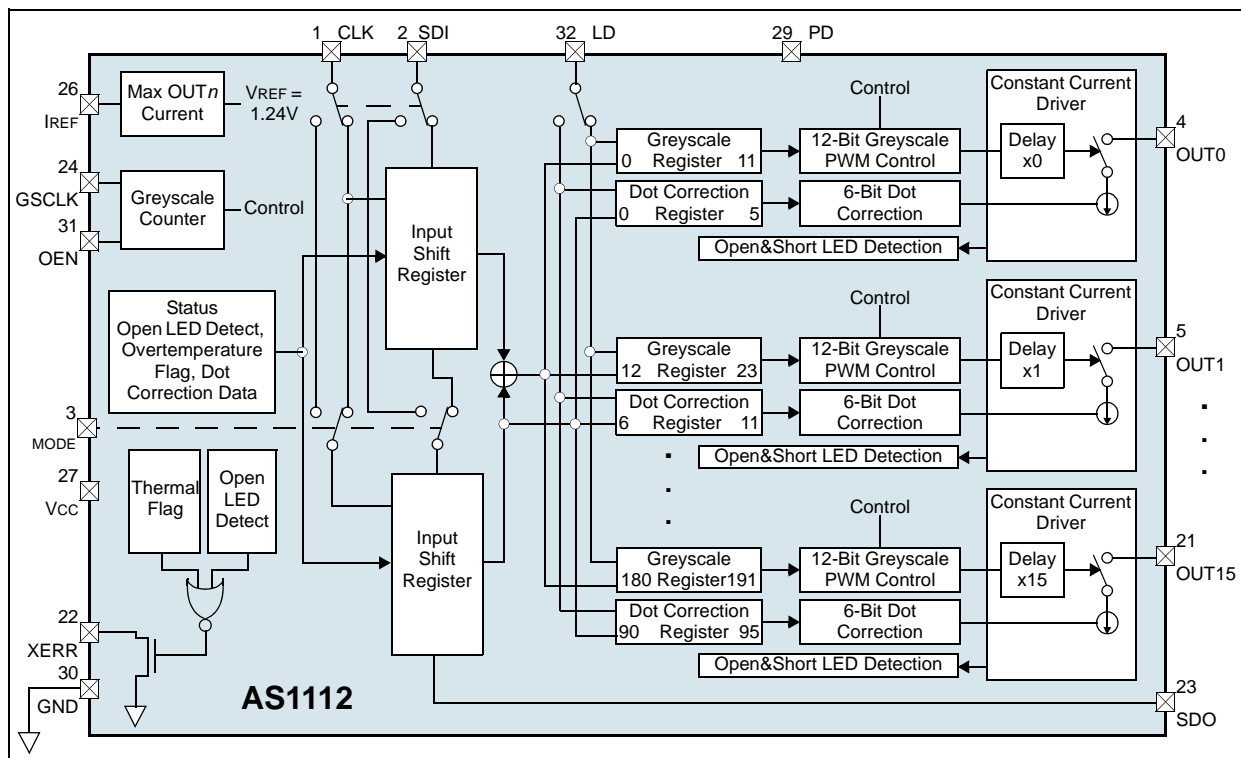 1 CLK
2 SDI
32 LD
29 PD
26
IREF
Max OUTn
Current
VREF =
1.24V
24
GSCLK
31
OEN
Greyscale
Counter
Control
Status
Open LED Detect,
Overtemperature
Flag, Dot
Correction Data
3
MODE
27
VCC
Thermal
Flag
Open
LED
Detect
22
XERR
30
GND
AS1112
Input
Shift
Register
Input
Shift
Register
Greyscale
0 Register 11
Dot Correction
0 Register 5
Control
12-Bit Greyscale
PWM Control
6-Bit Dot
Correction
Open&Short LED Detection
Constant Current
Driver
Delay
x0
4
OUT0
Greyscale
12 Register 23
Dot Correction
6 Register 11
Control
12-Bit Greyscale
PWM Control
6-Bit Dot
Correction
Open&Short LED Detection
Constant Current
Driver
Delay
x1
5
OUT1
Greyscale
180 Register191
Dot Correction
90 Register 95
Control
12-Bit Greyscale
PWM Control
6-Bit Dot
Correction
Open&Short LED Detection
Constant Current
Driver
Delay
x15
21
OUT15
23
SDO